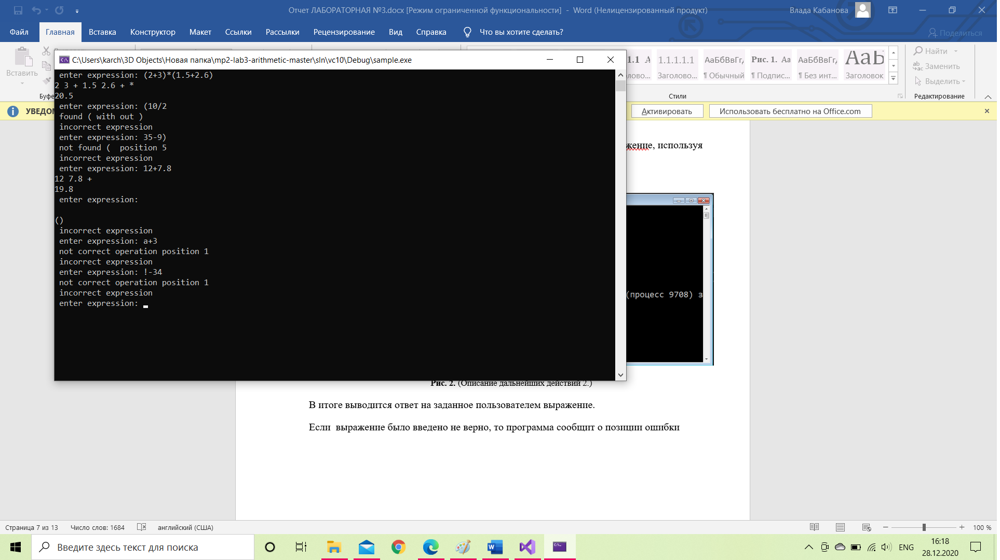 Отчет ЛАБОРАТОРНАЯ №3.docx [Режим ограниченной функциональности] - Word (Нелицензированный продукт)
Влада Кабанова
Файл Главная Вставка Конструктор Макет Ссылки Рассылки Рецензирование Вид Справка Что вы хотите сделать? Поделиться
Вставить
Буфе
1.1 А 1.1.1.1.1 АаБбВвГг, Рис. 1. Аа АаБбВвГг, АаБ
олово... Заголово... ¶ Обычный ¶ Подпис... ¶ Без инт... Заголовок
Стили
Найти
Заменить
Выделить
Редактирование
УВЕДОМ
Активировать
Использовать бесплатно на Office.com
C:\Users\karch\3D Objects\Новая папка\mp2-lab3-arithmetic-master\sln\vc10\Debug\sample.exe
enter expression: (2+3)*(1.5+2.6)
2 3 + 1.5 2.6 + *
20.5
enter expression: (10/2
found ( with out )
incorrect expression
enter expression: 35-9)
not found (  position 5
incorrect expression
enter expression: 12+7.8
12 7.8 +
19.8
enter expression:
()
incorrect expression
enter expression: a+3
not correct operation position 1
incorrect expression
enter expression: !-34
not correct operation position 1
incorrect expression
enter expression:
жение, используя
(процесс 9708) з
Рис. 2. (Описание дальнейших действий 2.)
В итоге выводится ответ на заданное пользователем выражение.
Если  выражение было введено не верно, то программа сообщит о позиции ошибки
Страница 7 из 13 Число слов: 1684 английский (США) 100 %
Введите здесь текст для поиска
ENG
16:18
28.12.2020